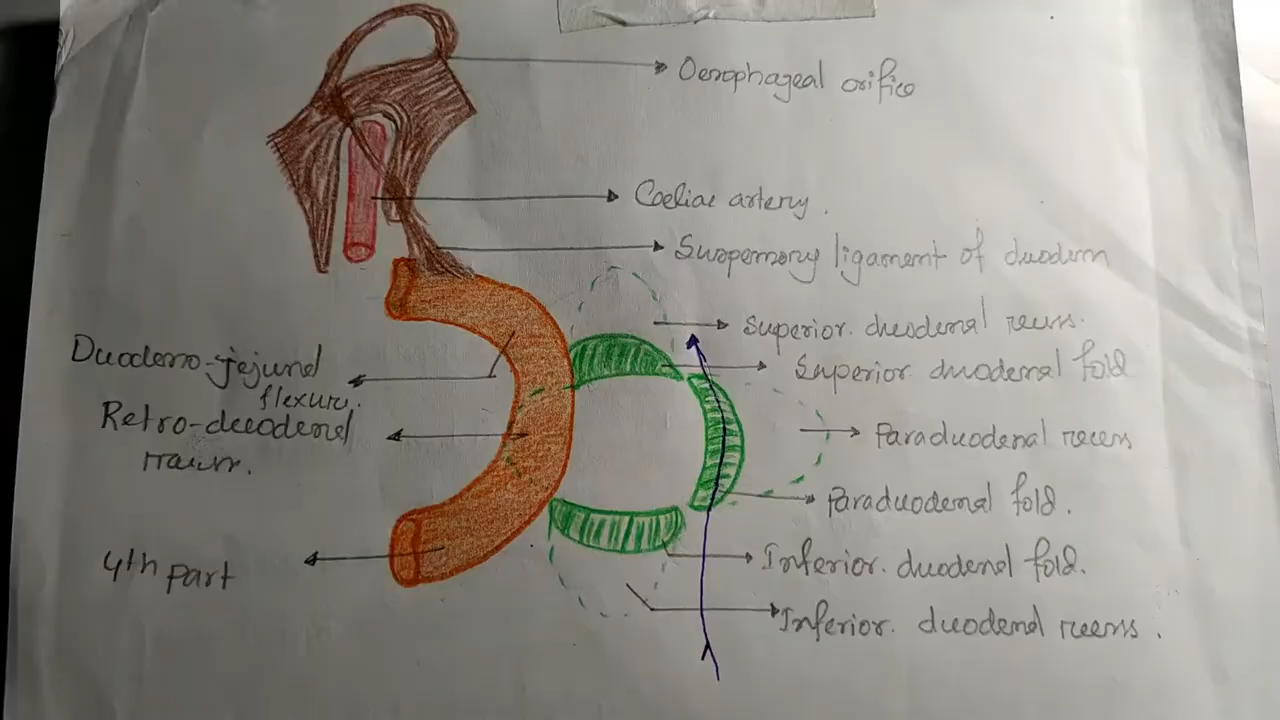 Oesophageal orifice
Coeliac artery.
Suspensory ligament of duodenm
Superior. duodenal recess.
Duodeno-jejunal
flexure.
Superior duodenal fold
Retro-duodenal
recess.
Paraduodenal recess
Paraduodenal fold.
4th part
Inferior. duodenal fold.
Inferior. duodenal recess.